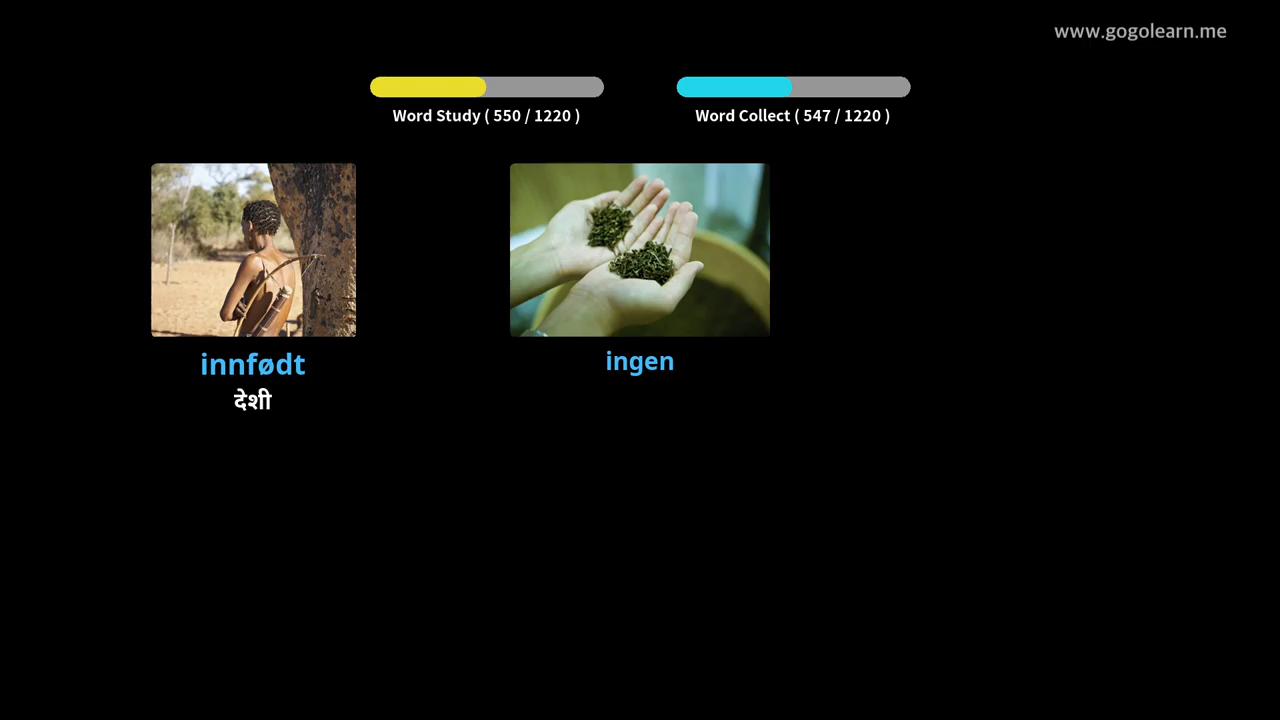 www.gogolearn.me
Word Study ( 550 / 1220 )
Word Collect ( 547 / 1220 )
innfødt
देशी
ingen